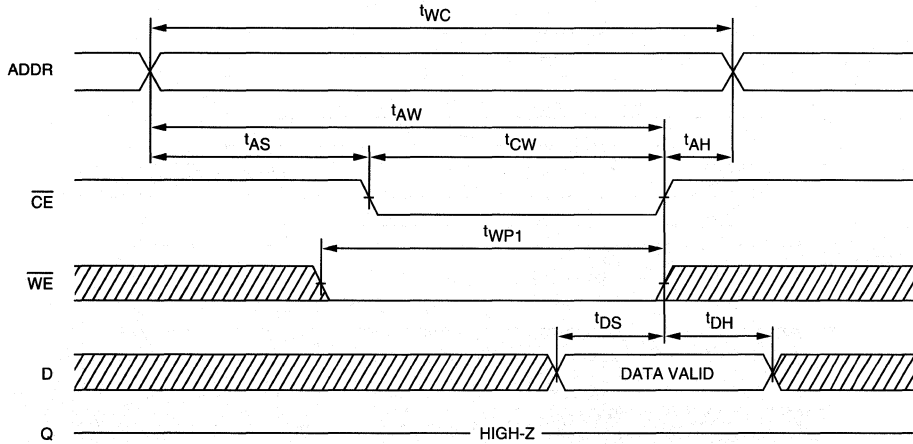 tWC
ADDR
tAW
tAS
tCW
tAH
CE
tWP1
WE
tDS
tDH
D
DATA VALID
Q
HIGH-Z